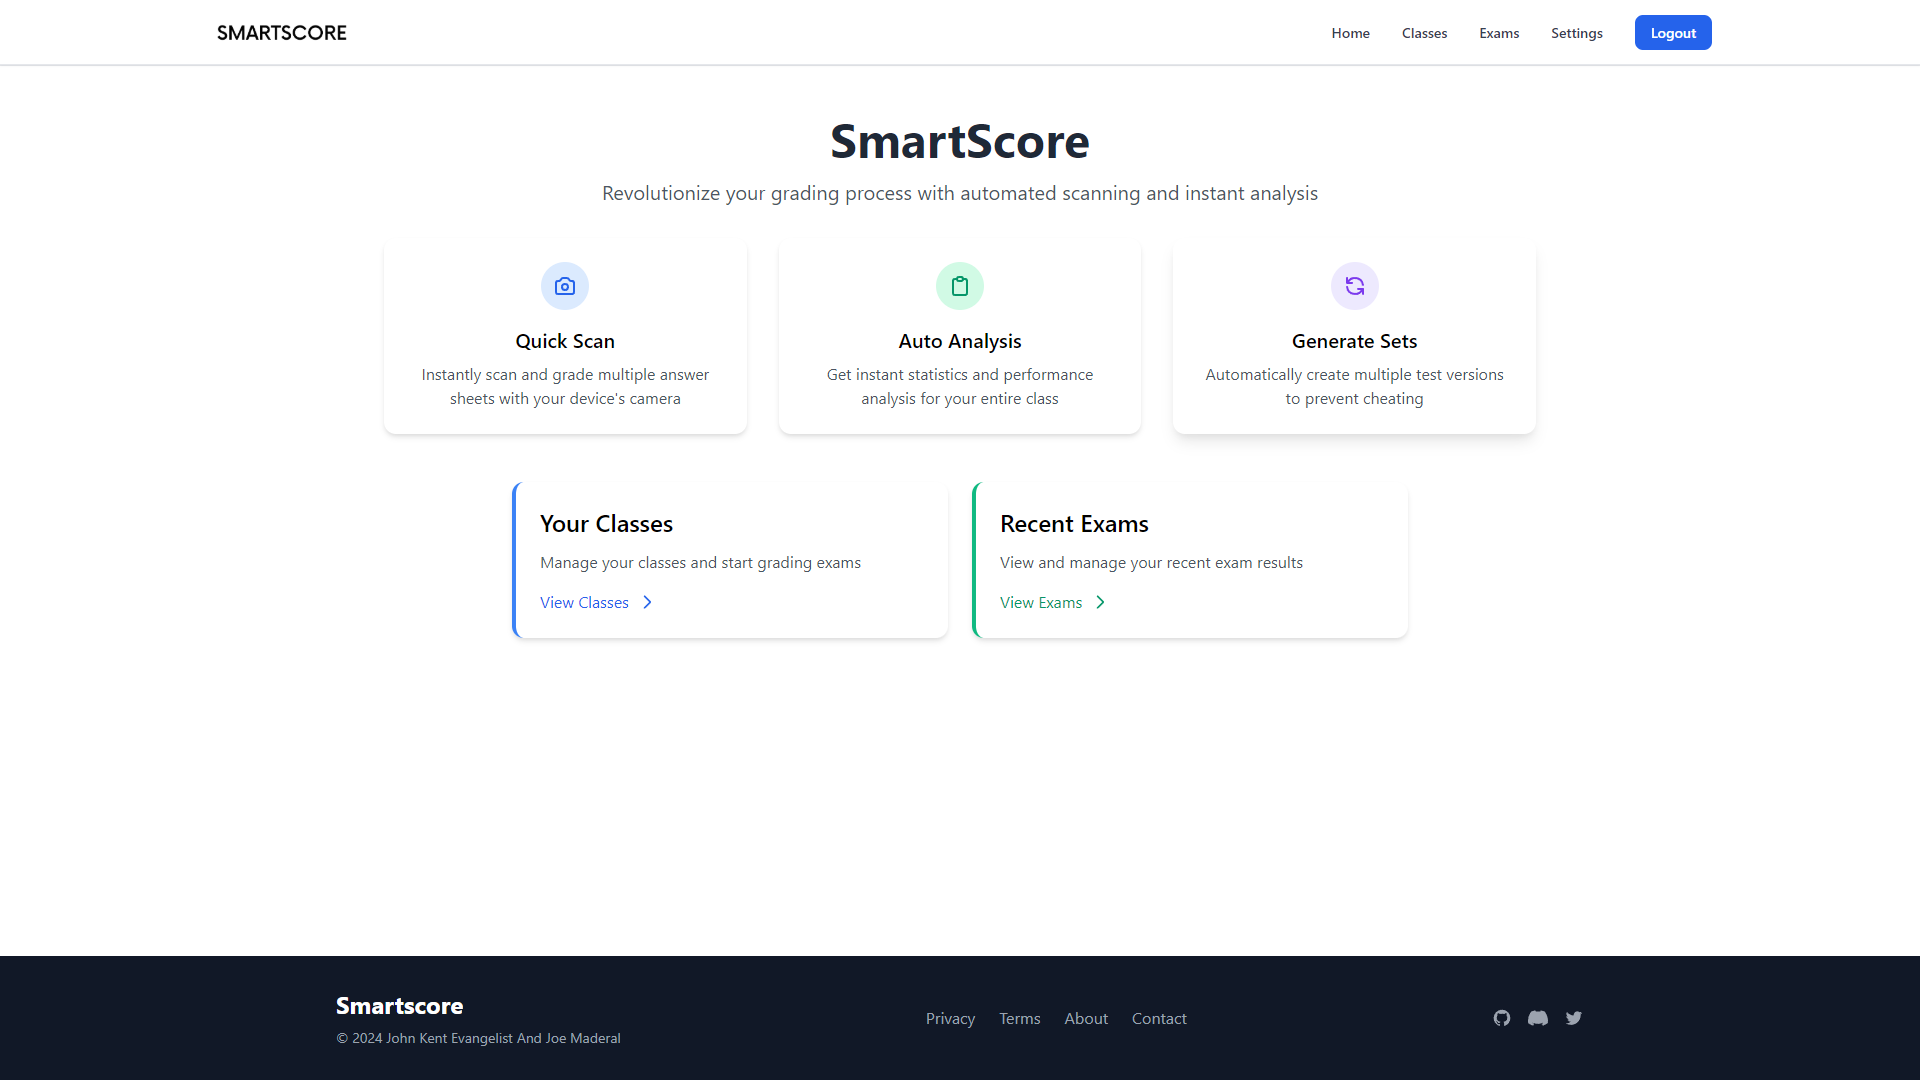 SMARTSCORE
Home
Classes
Exams
Settings
Logout
SmartScore
Revolutionize your grading process with automated scanning and instant analysis
Quick Scan
Instantly scan and grade multiple answer
sheets with your device's camera
Auto Analysis
Get instant statistics and performance
analysis for your entire class
Generate Sets
Automatically create multiple test versions
to prevent cheating
Your Classes
Manage your classes and start grading exams
View Classes
Recent Exams
View and manage your recent exam results
View Exams
Smartscore
© 2024 John Kent Evangelist And Joe Maderal
Privacy
Terms
About
Contact